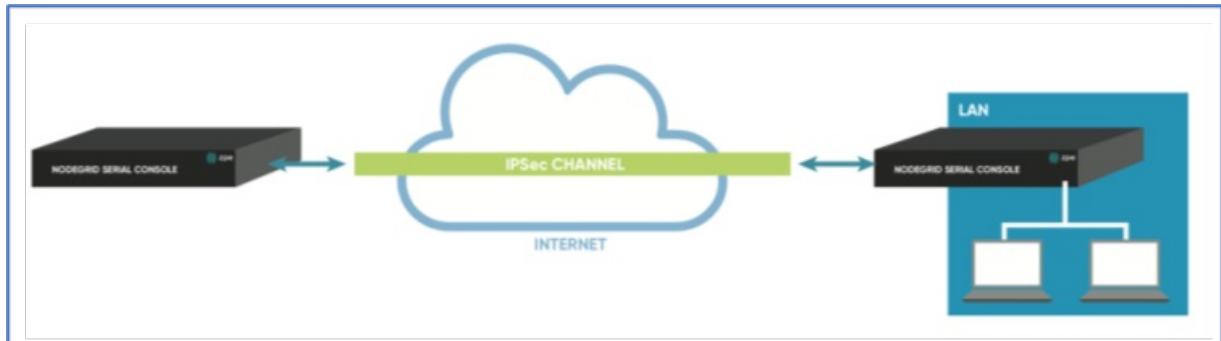 LAN
NODEGRID SERIAL CONSOLE
IPSec CHANNEL
NODEGRID SERIAL CONSOLE
INTERNET